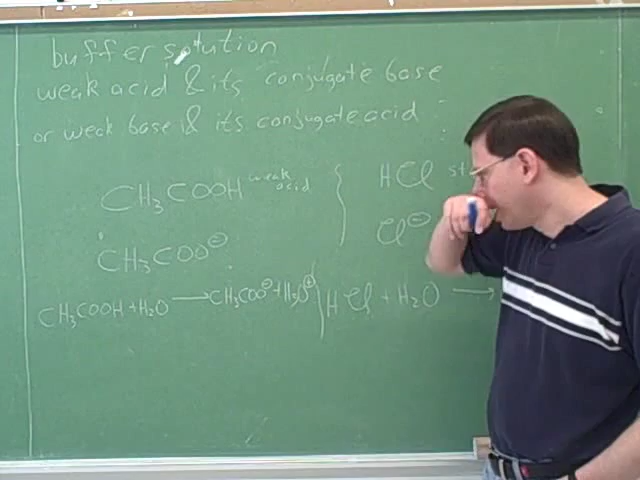 buffer solution
weak acid & its conjugate base
or weak base & its conjugate acid
CH₃COOH weak acid
HCl
CH₃COO⊖
Cl⊖
CH₃COOH + H₂O → CH₃COO⊖ + H₃O⊕
HCl + H₂O →